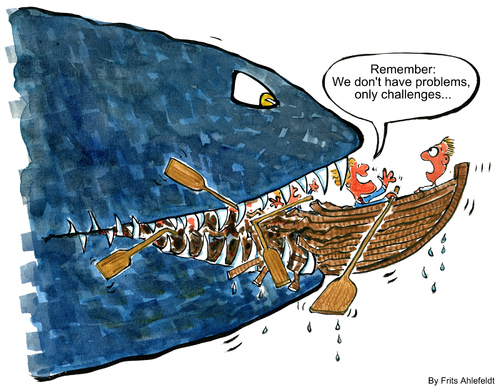 Remember:
We don't have problems,
only challenges...
By Frits Ahlefeldt